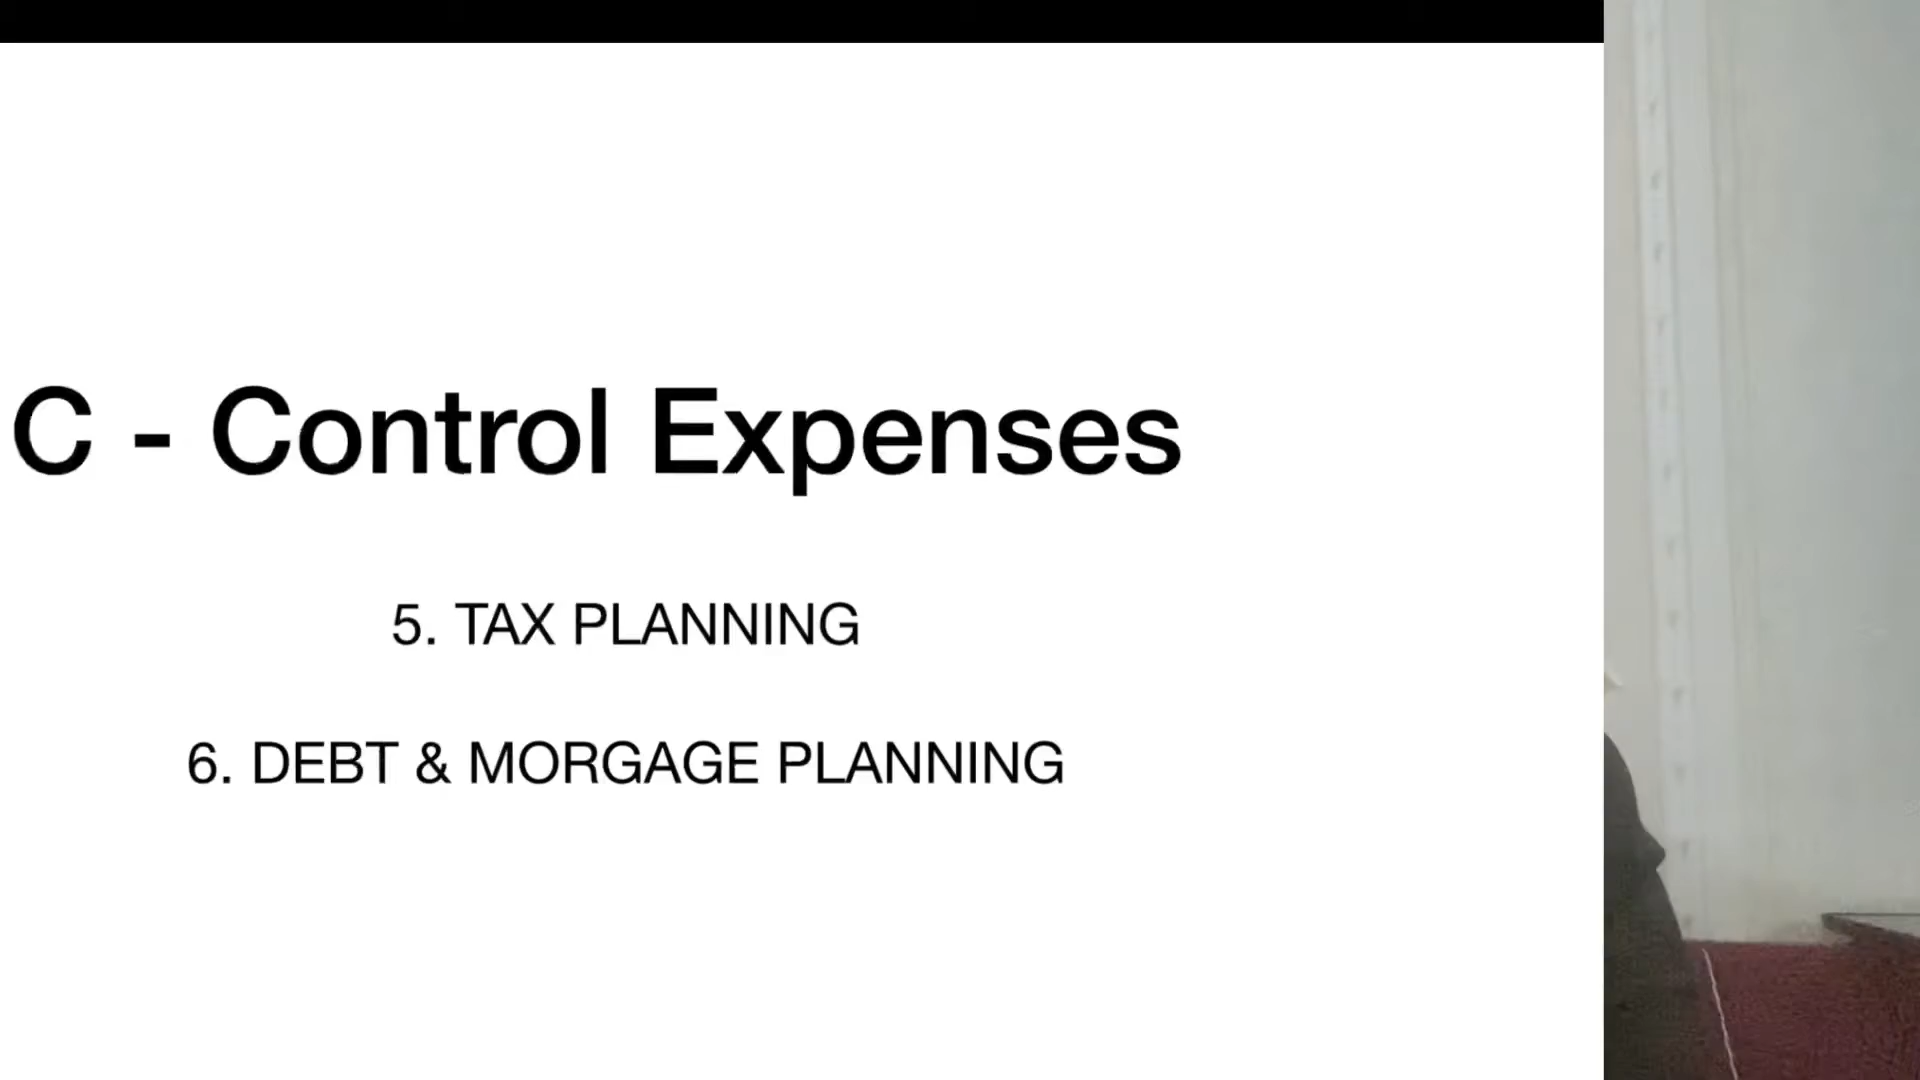 C - Control Expenses
5. TAX PLANNING
6. DEBT & MORGAGE PLANNING